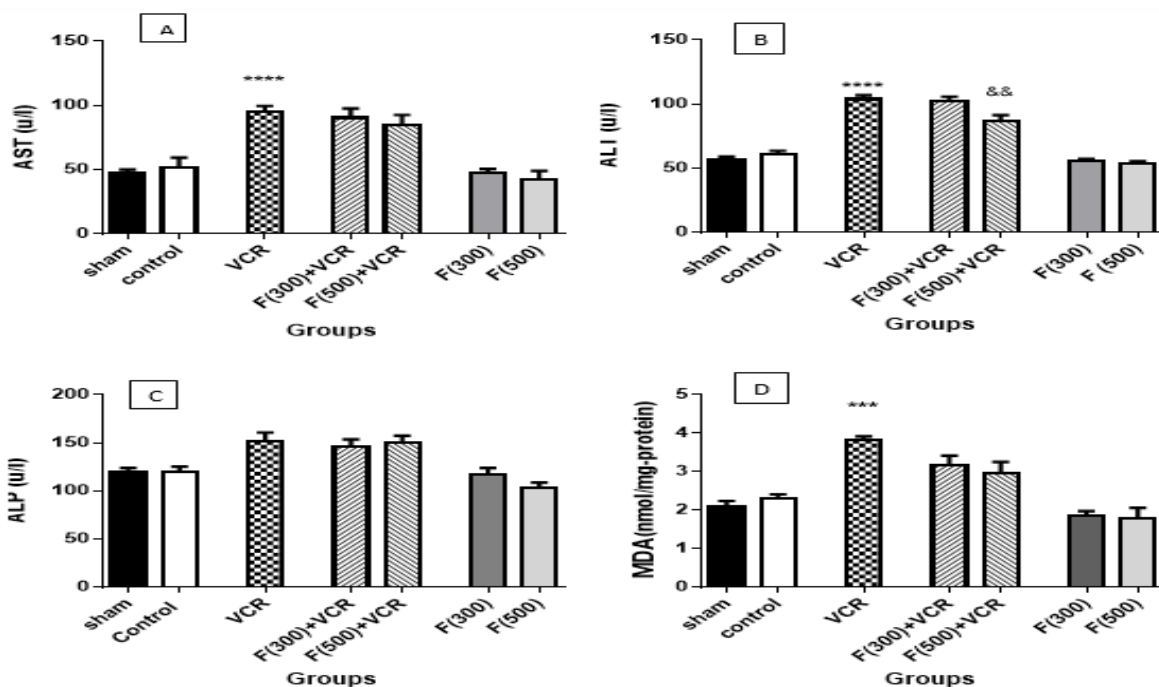 A
150
100
50
0
AST (u/l)
****
sham
control
VCR
F(300)+VCR
F(500)+VCR
F(300)
F(500)
Groups
B
150
100
50
0
ALT (u/l)
****
&&
sham
control
VCR
F(300)+VCR
F(500)+VCR
F(300)
F (500)
Groups
C
200
150
100
50
0
ALP (u/l)
sham
Control
VCR
F(300)+VCR
F(500)+VCR
F(300)
F(500)
Groups
D
5
4
3
2
1
0
MDA(nmol/mg-protein)
***
sham
control
VCR
F(300)+VCR
F(500)+VCR
F(300)
F(500)
Groups